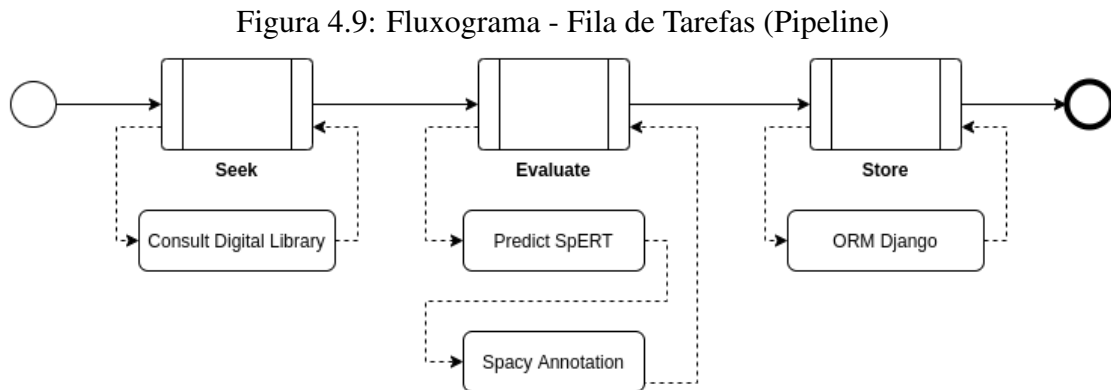 Figura 4.9: Fluxograma - Fila de Tarefas (Pipeline)
Seek
Evaluate
Store
Consult Digital Library
Predict SpERT
ORM Django
Spacy Annotation